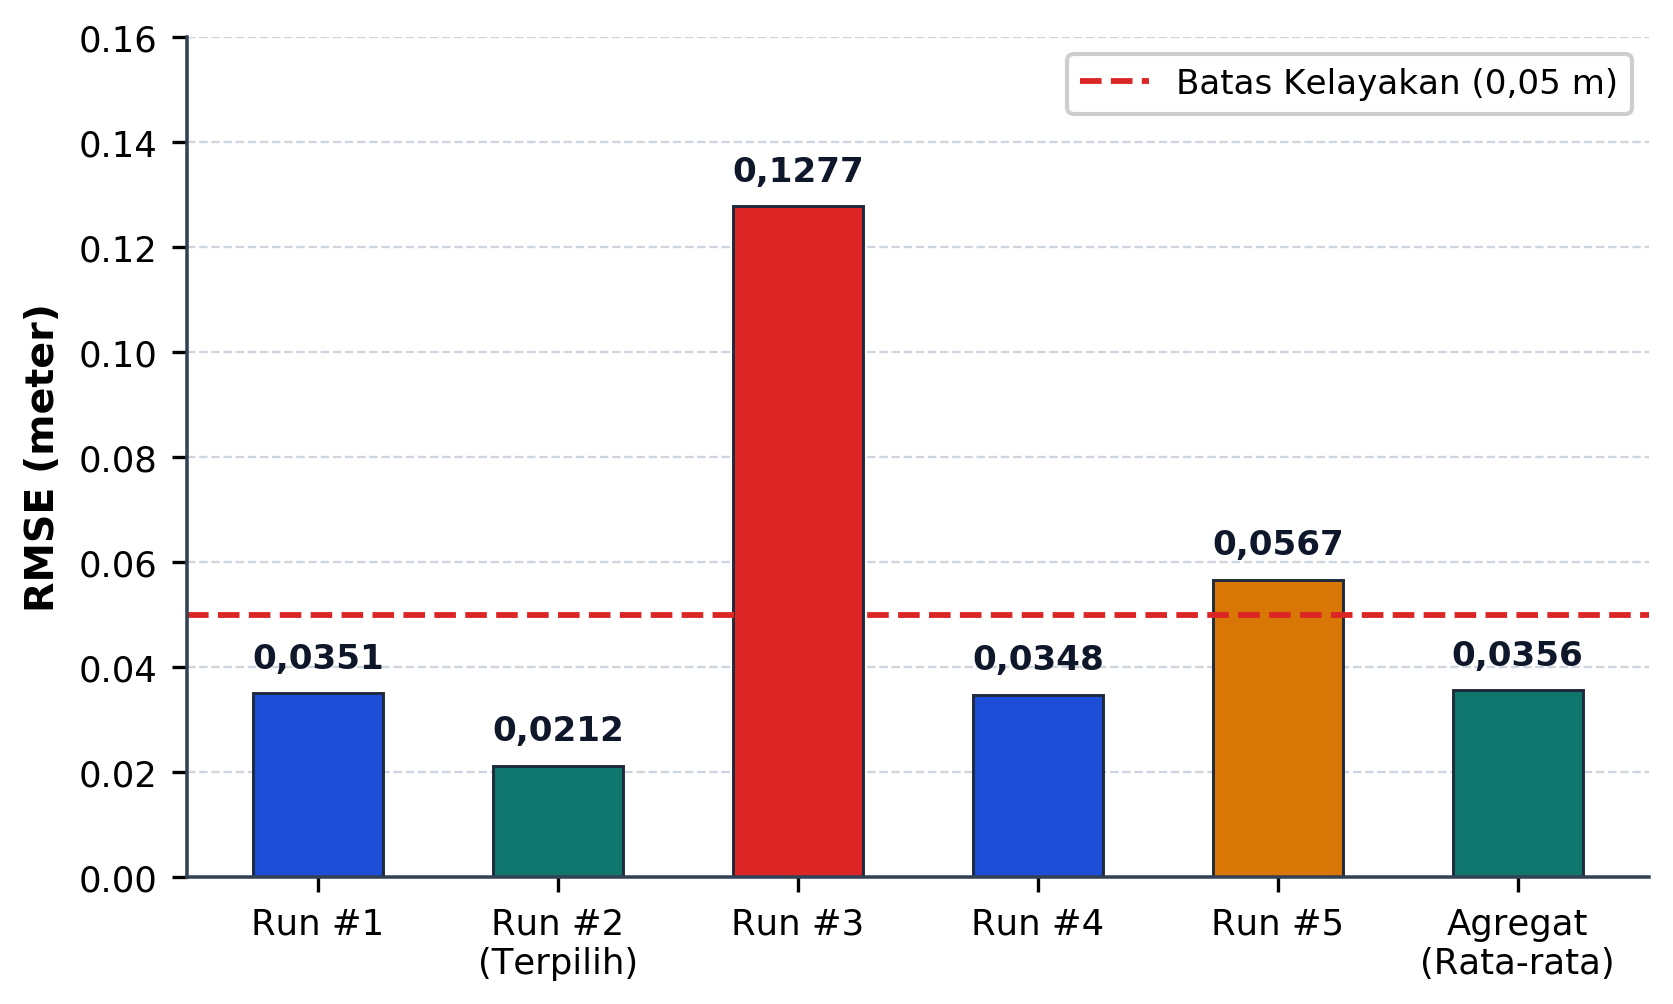 RMSE (meter)
0.16
0.14
0.12
0.10
0.08
0.06
0.04
0.02
0.00
Batas Kelayakan (0,05 m)
0,0351
0,0212
0,1277
0,0348
0,0567
0,0356
Run #1
Run #2
(Terpilih)
Run #3
Run #4
Run #5
Agregat
(Rata-rata)